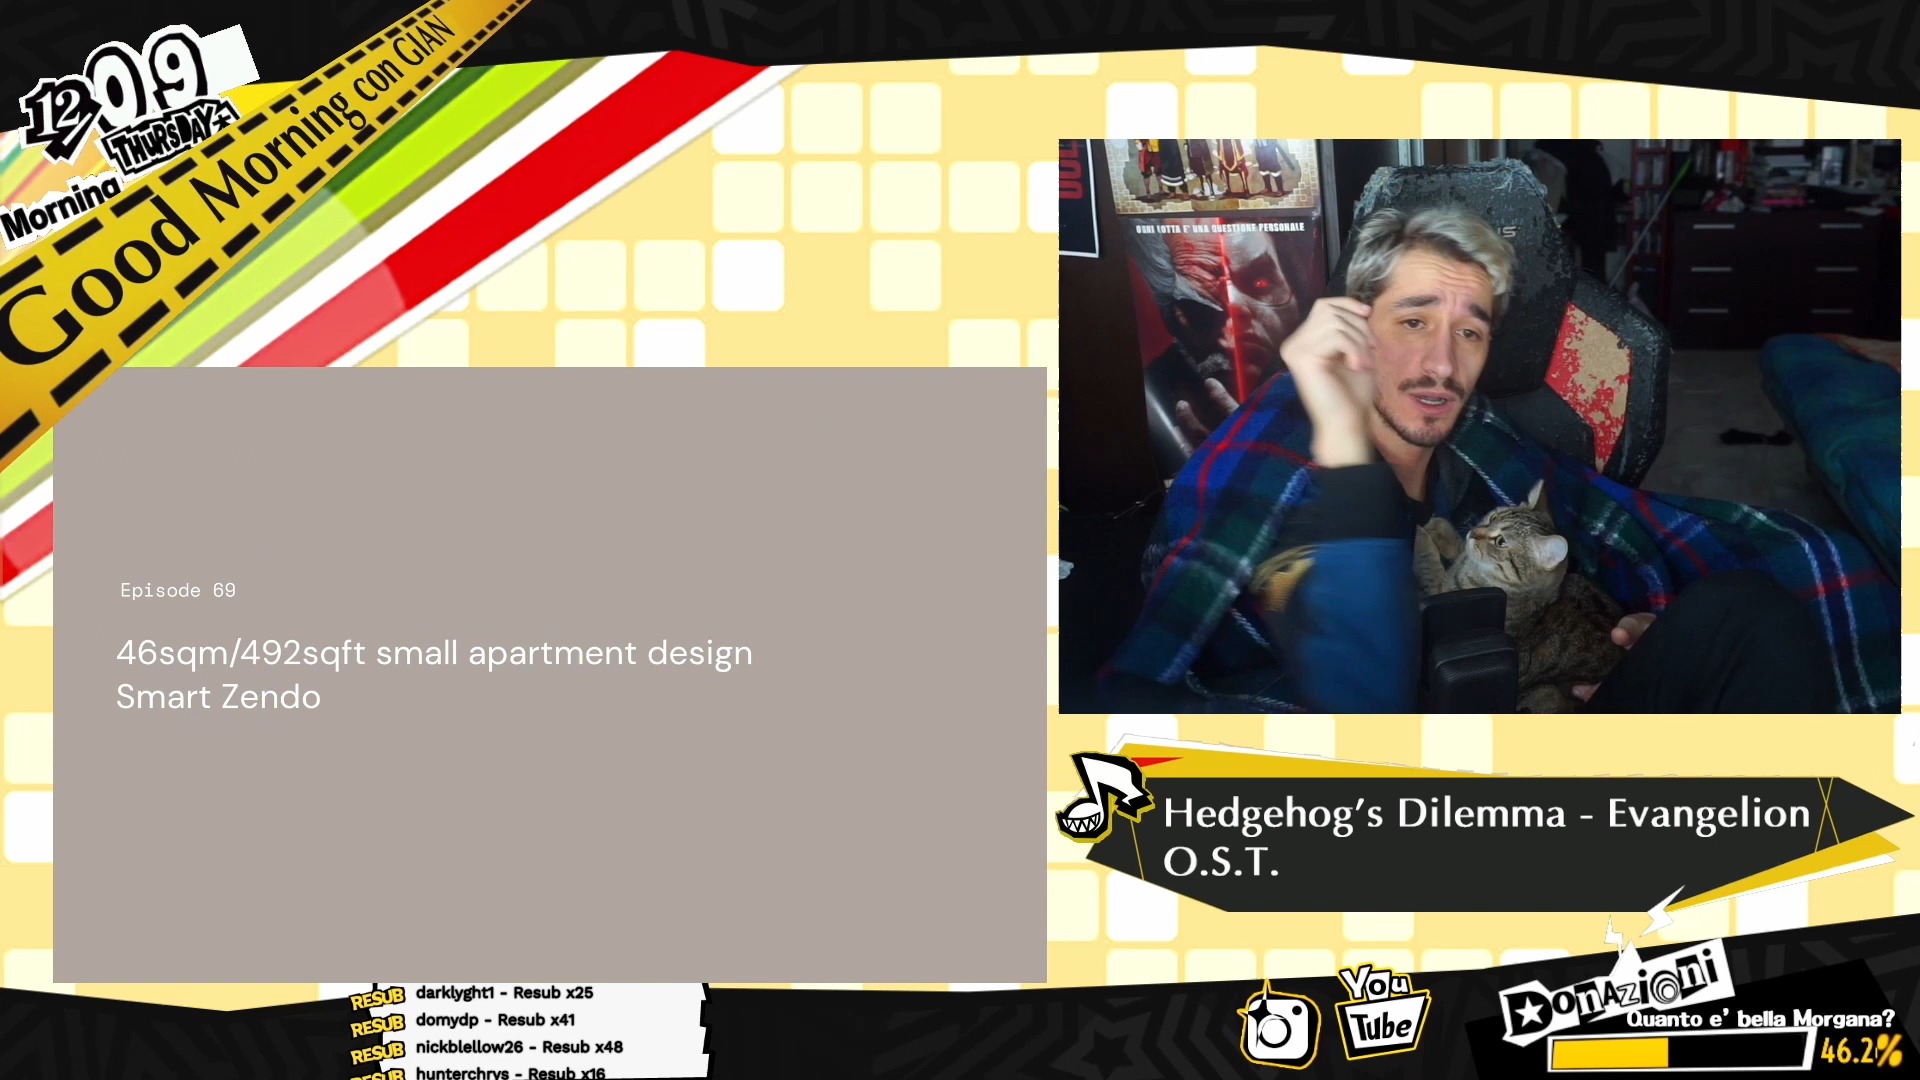 12/09
THURSDAY
Morning
Good Morning con GIAN
OGNI LOTTA E' UNA QUESTIONE PERSONALE
Episode 69
46sqm/492sqft small apartment design
Smart Zendo
Hedgehog's Dilemma - Evangelion
O.S.T.
RESUB darklyght1 - Resub x25
RESUB domydp - Resub x41
RESUB nickblellow26 - Resub x48
RESUB hunterchrys - Resub x16
You
Tube
Donazioni
Quanto e' bella Morgana?
46.2%